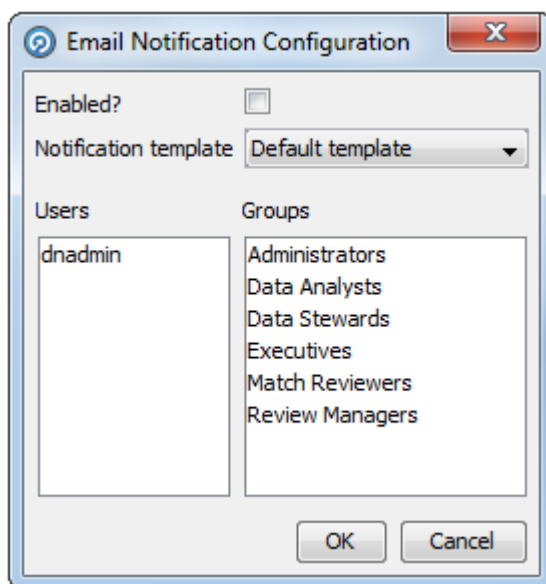 Email Notification Configuration
Enabled?
Notification template Default template
Users Groups
dnadmin Administrators
Data Analysts
Data Stewards
Executives
Match Reviewers
Review Managers
OK Cancel